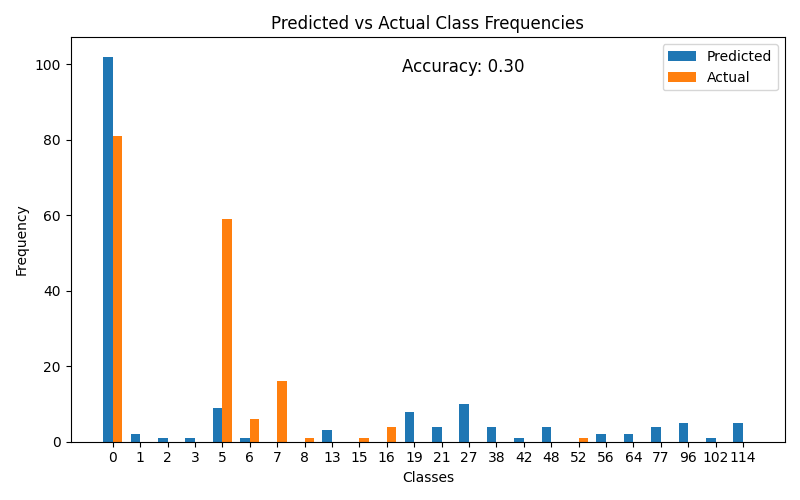 Predicted vs Actual Class Frequencies
Accuracy: 0.30
Predicted
Actual
Frequency
100
80
60
40
20
0
0 1 2 3 5 6 7 8 13 15 16 19 21 27 38 42 48 52 56 64 77 96 102 114
Classes